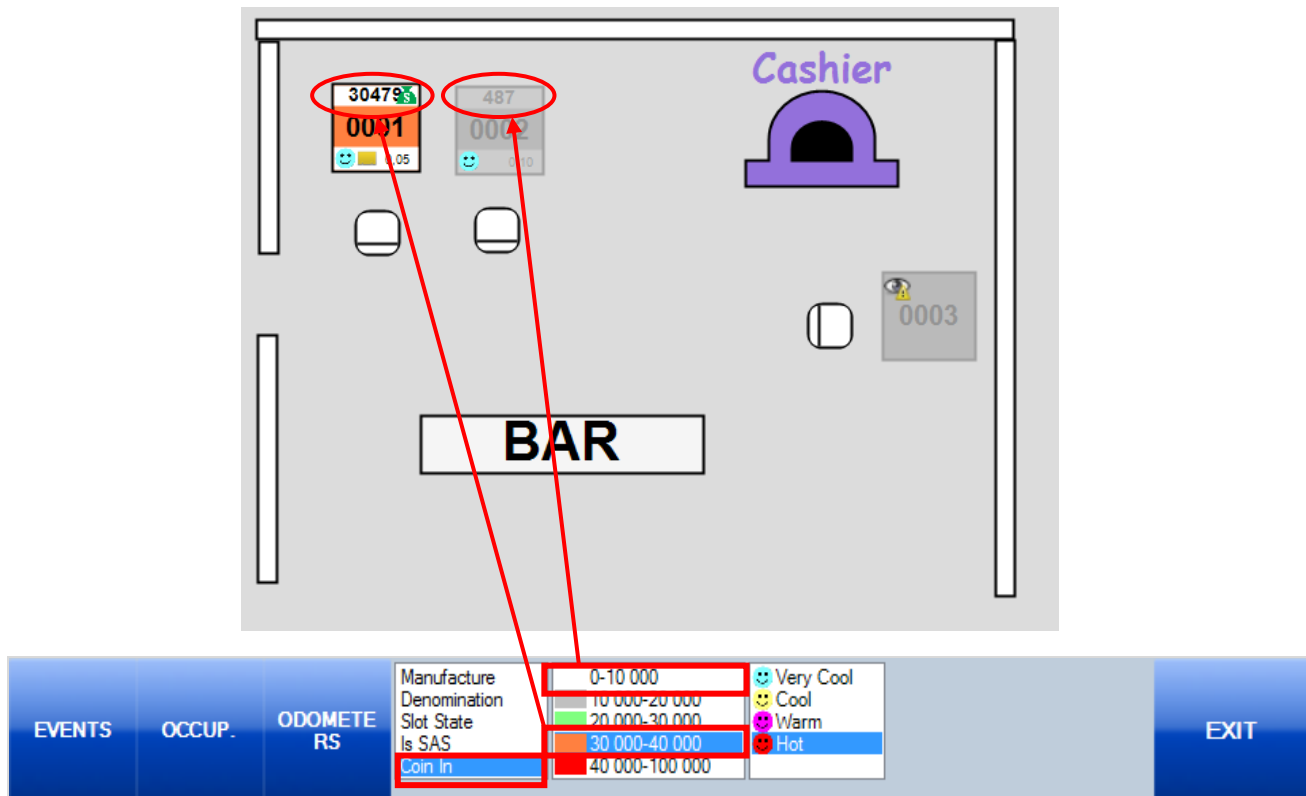 Cashier
30479
487
0001
0002
0.05
0.10
0003
BAR
EVENTS
OCCUP.
ODOMETE
RS
Manufacture
Denomination
Slot State
Is SAS
Coin In
0-10 000
10 000-20 000
20 000-30 000
30 000-40 000
40 000-100 000
Very Cool
Cool
Warm
Hot
EXIT